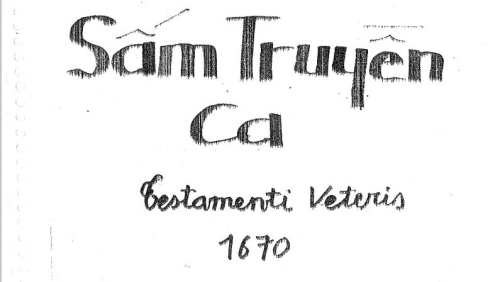 Sấm Truyền
Ca
Testamenti Veteris
1670